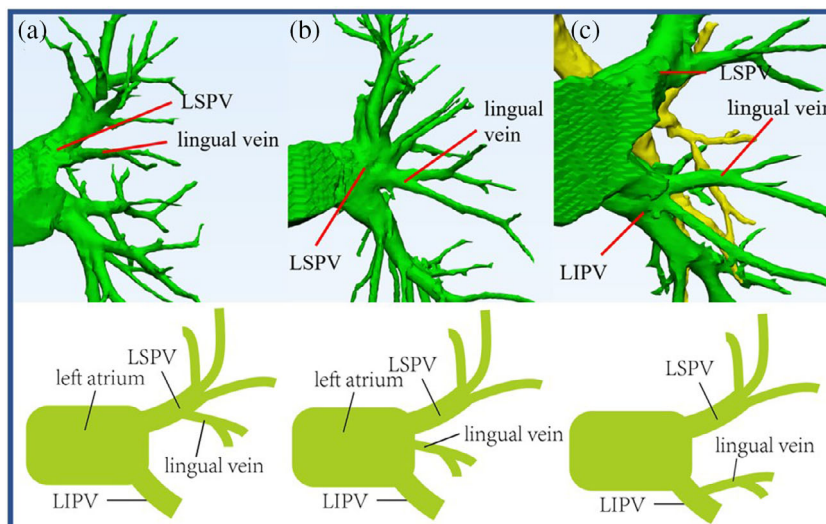 (a)
LSPV
lingual vein
(b)
lingual
vein
LSPV
(c)
LSPV
lingual vein
LIPV
LSPV
left atrium
lingual vein
LIPV
LSPV
left atrium
lingual vein
LIPV
LSPV
lingual vein
LIPV